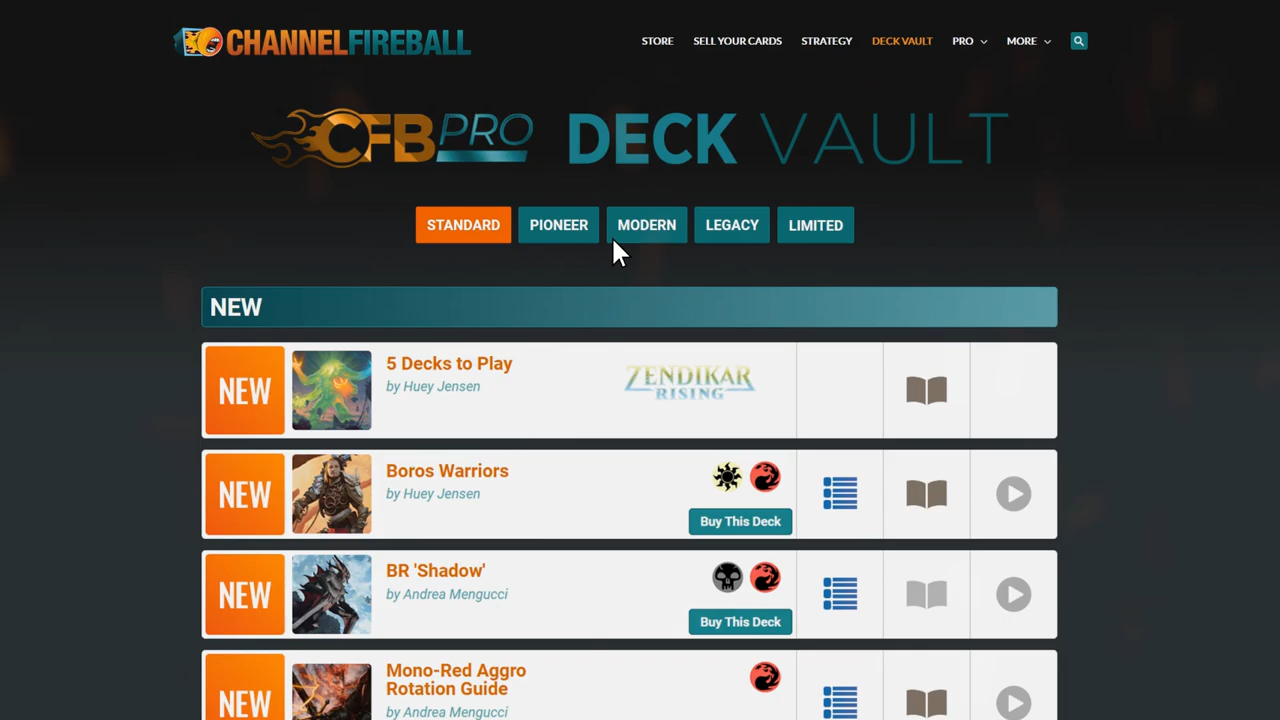 CHANNELFIREBALL
STORE SELL YOUR CARDS STRATEGY DECK VAULT PRO MORE
CFB PRO DECK VAULT
STANDARD PIONEER MODERN LEGACY LIMITED
NEW
NEW
5 Decks to Play
by Huey Jensen
ZENDIKAR
RISING
NEW
Boros Warriors
by Huey Jensen
Buy This Deck
NEW
BR 'Shadow'
by Andrea Mengucci
Buy This Deck
NEW
Mono-Red Aggro
Rotation Guide
by Andrea Mengucci